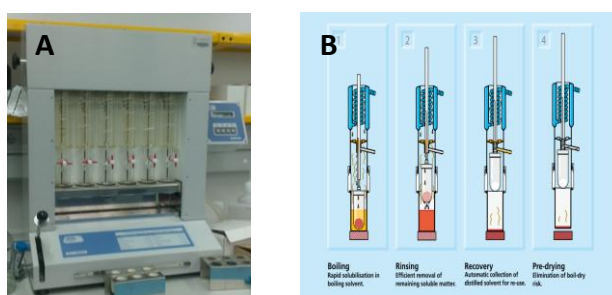 A
B
1
2
3
4
Boiling
Rapid solubilisation in
boiling solvent.
Rinsing
Efficient removal of
remaining soluble matter.
Recovery
Automatic collection of
distilled solvent for re-use.
Pre-drying
Elimination of boil-dry
risk.